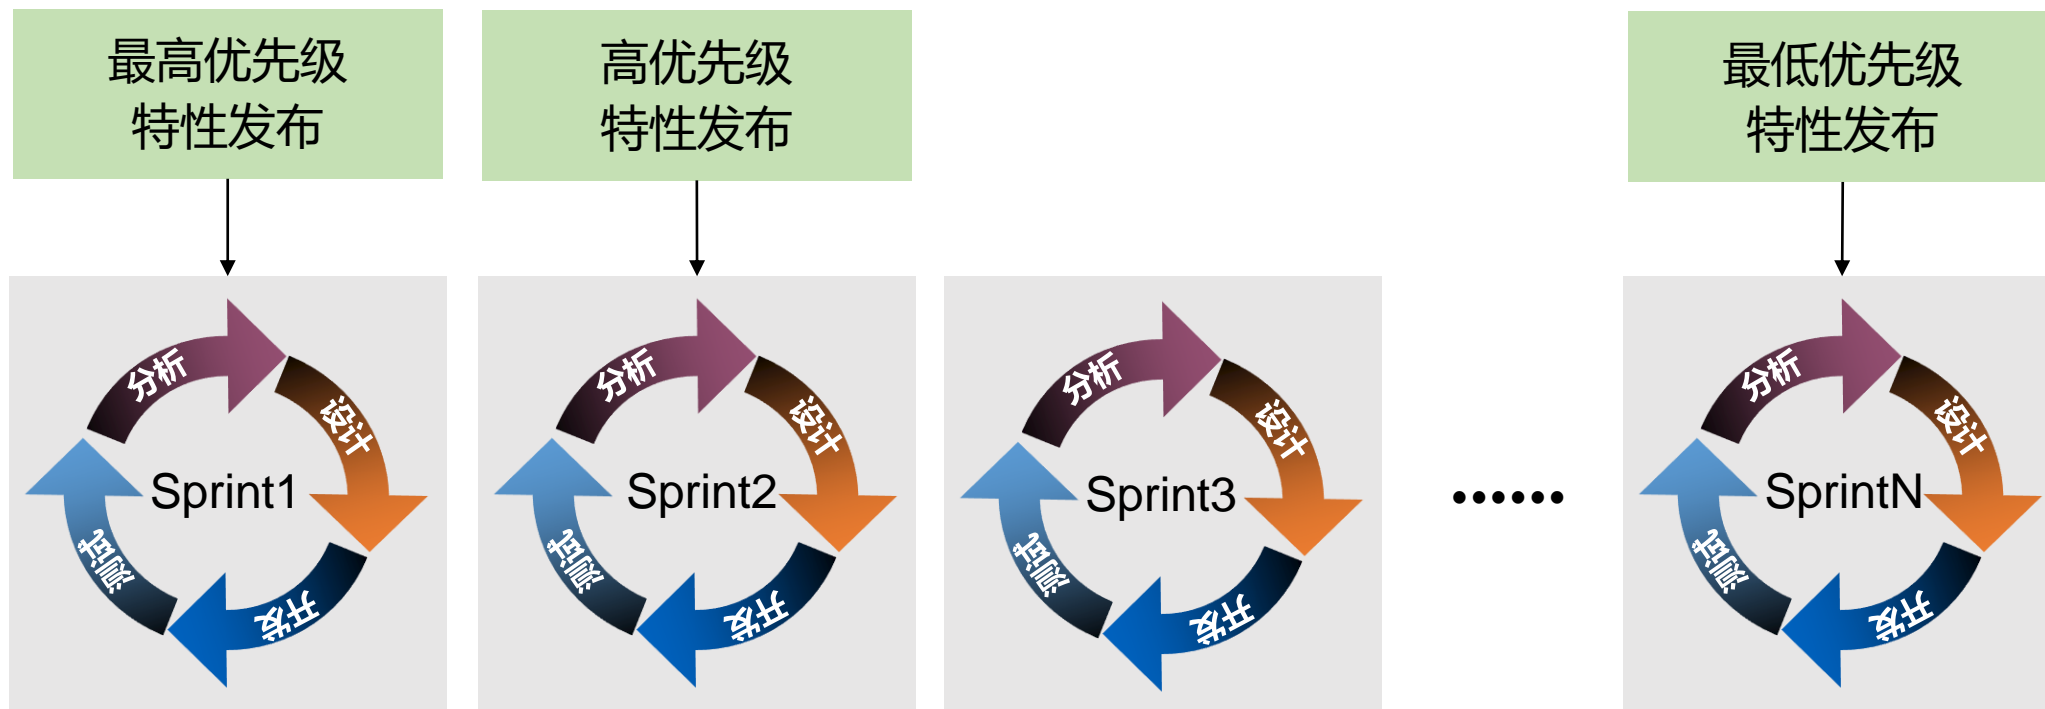 最高优先级
特性发布
高优先级
特性发布
最低优先级
特性发布
分析
设计
开发
测试
Sprint1
分析
设计
开发
测试
Sprint2
分析
设计
开发
测试
Sprint3
······
分析
设计
开发
测试
SprintN